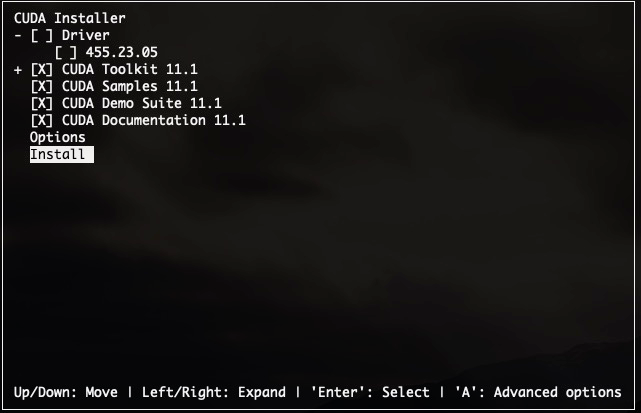 CUDA Installer
- [ ] Driver
[ ] 455.23.05
+ [X] CUDA Toolkit 11.1
[X] CUDA Samples 11.1
[X] CUDA Demo Suite 11.1
[X] CUDA Documentation 11.1
Options
Install
Up/Down: Move | Left/Right: Expand | 'Enter': Select | 'A': Advanced options